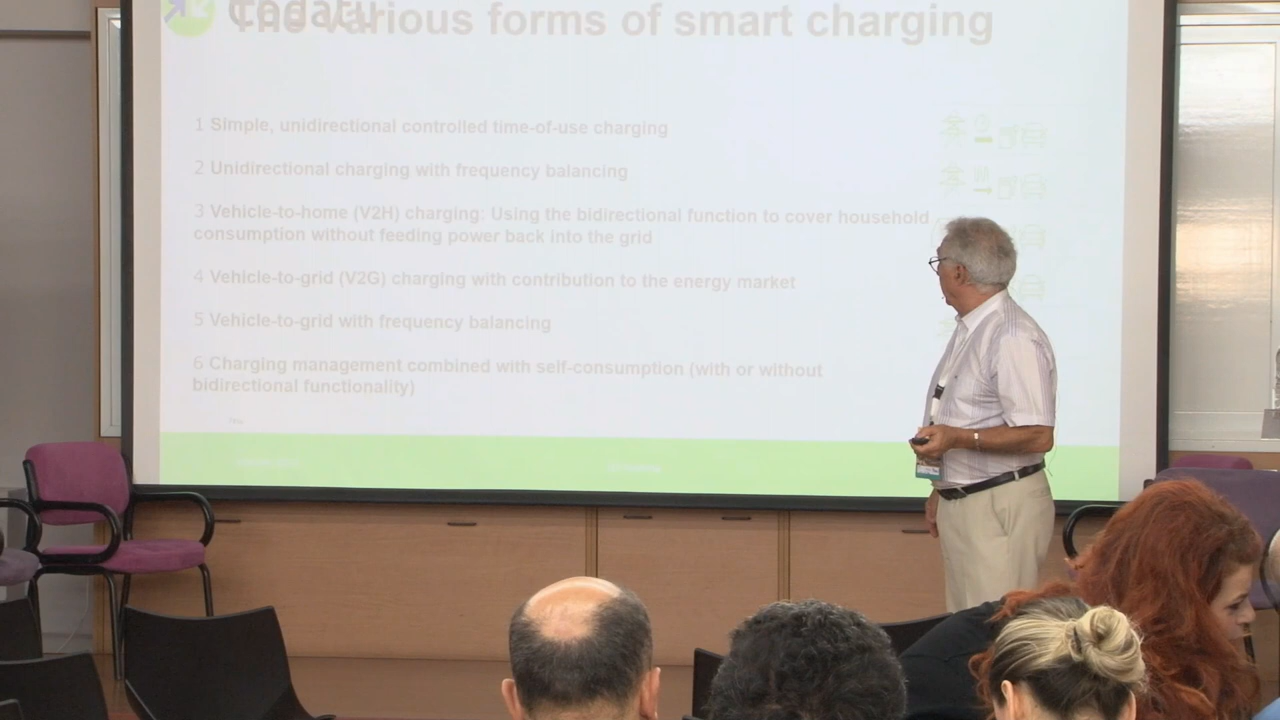 codatu
The various forms of smart charging
1 Simple, unidirectional controlled time-of-use charging
2 Unidirectional charging with frequency balancing
3 Vehicle-to-home (V2H) charging: Using the bidirectional function to cover household
consumption without feeding power back into the grid
4 Vehicle-to-grid (V2G) charging with contribution to the energy market
5 Vehicle-to-grid with frequency balancing
6 Charging management combined with self-consumption (with or without
bidirectional functionality)